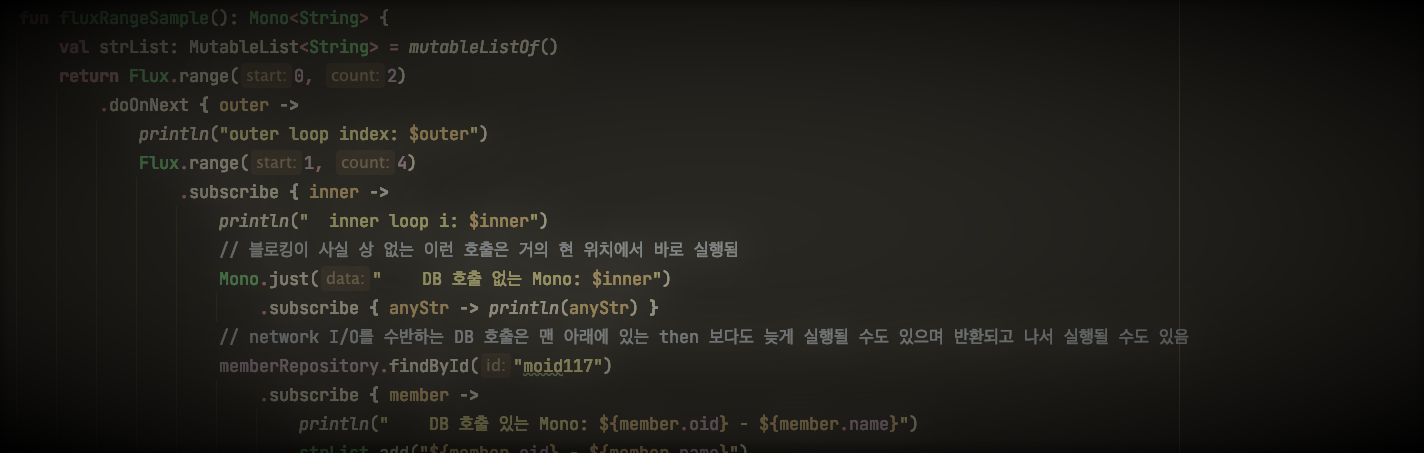 fun fluxRangeSample(): Mono<String> {
val strList: MutableList<String> = mutableListOf()
return Flux.range( start: 0, count: 2)
.doOnNext { outer ->
println("outer loop index: $outer")
Flux.range( start: 1, count: 4)
.subscribe { inner ->
println("  inner loop i: $inner")
// 블로킹이 사실 상 없는 이런 호출은 거의 현 위치에서 바로 실행됨
Mono.just( data: "    DB 호출 없는 Mono: $inner")
.subscribe { anyStr -> println(anyStr) }
// network I/O를 수반하는 DB 호출은 맨 아래에 있는 then 보다도 늦게 실행될 수도 있으며 반환되고 나서 실행될 수도 있음
memberRepository.findById( id: "moid117")
.subscribe { member ->
println("    DB 호출 있는 Mono: ${member.oid} - ${member.name}")
strList.add("${member.oid} - ${member.name}")